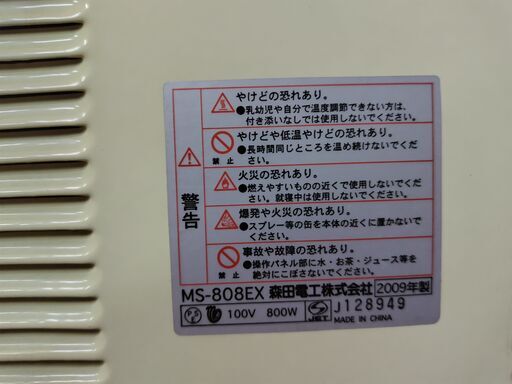 警告
やけどの恐れあり。
●乳幼児や自分で温度調節できない方は、
付き添いなしでは使用しないでください。
やけどや低温やけどの恐れあり。
●長時間同じところを温め続けないでく
ださい。
禁止
火災の恐れあり。
●燃えやすいものの近くで使用しないでく
ださい。就寝中は使用しないでください。
爆発や火災の恐れあり。
●スプレー等の缶を本体の近くに置かないで
ください。
事故や故障の恐れあり。
●操作パネル部に水・お茶・ジュース等を
絶対にこぼさないでください。
禁止
MS-808EX 森田電工株式会社 2009年製
PSE 100V 800W JET J128949
MADE IN CHINA